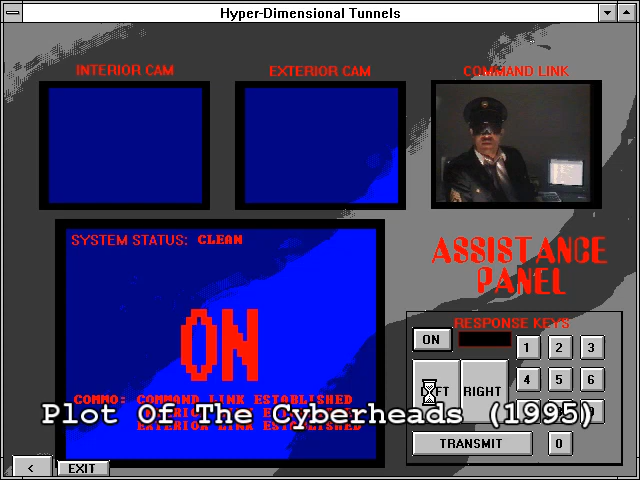 Hyper-Dimensional Tunnels
INTERIOR CAM
EXTERIOR CAM
COMMAND LINK
SYSTEM STATUS: CLEAN
ASSISTANCE
PANEL
ON
RESPONSE KEYS
ON
1 2 3
RIGHT
4 5 6
COMMO: COMMAND LINK ESTABLISHED
EXTERIOR LINK ESTABLISHED
Plot Of The Cyberheads (1995)
TRANSMIT
0
<
EXIT